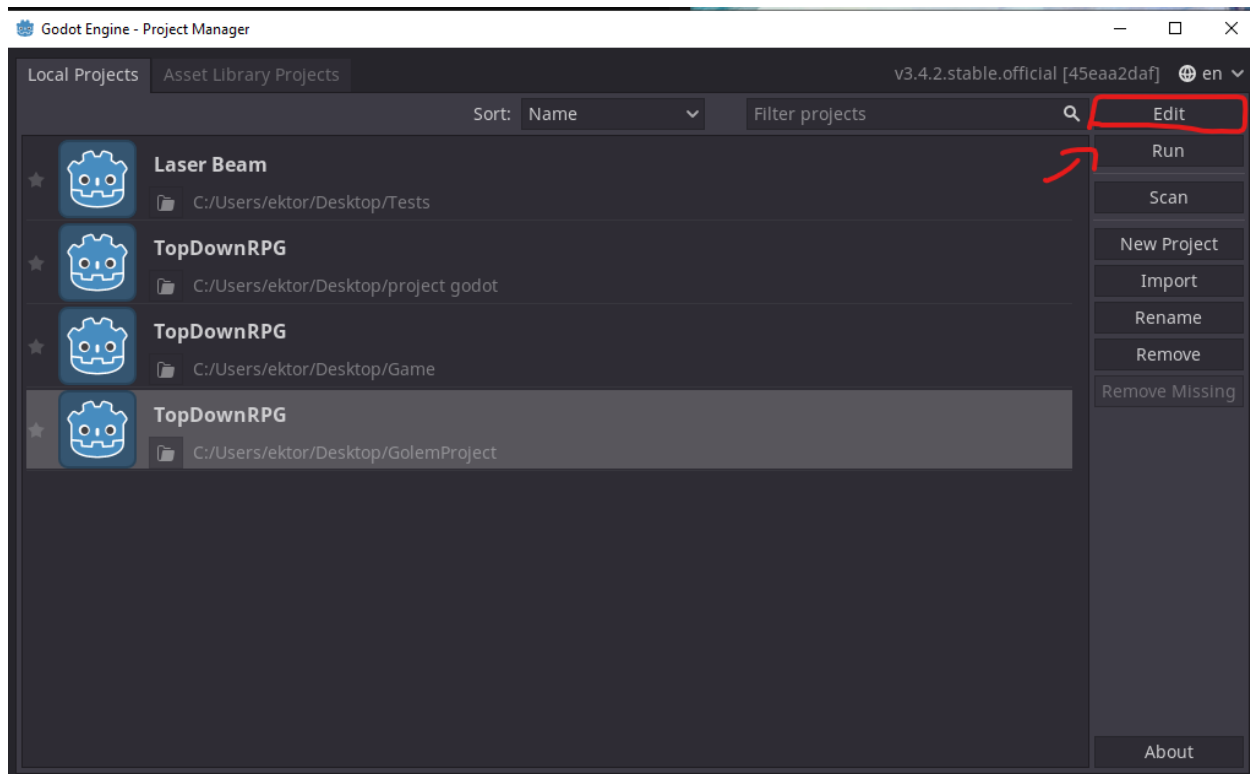 Godot Engine - Project Manager
Local Projects Asset Library Projects v3.4.2.stable.official [45eaa2daf] en
Sort: Name Filter projects Edit
Run
Laser Beam
C:/Users/ektor/Desktop/Tests
Scan
TopDownRPG
New Project
C:/Users/ektor/Desktop/project godot
Import
Rename
TopDownRPG
Remove
C:/Users/ektor/Desktop/Game
Remove Missing
TopDownRPG
C:/Users/ektor/Desktop/GolemProject
About